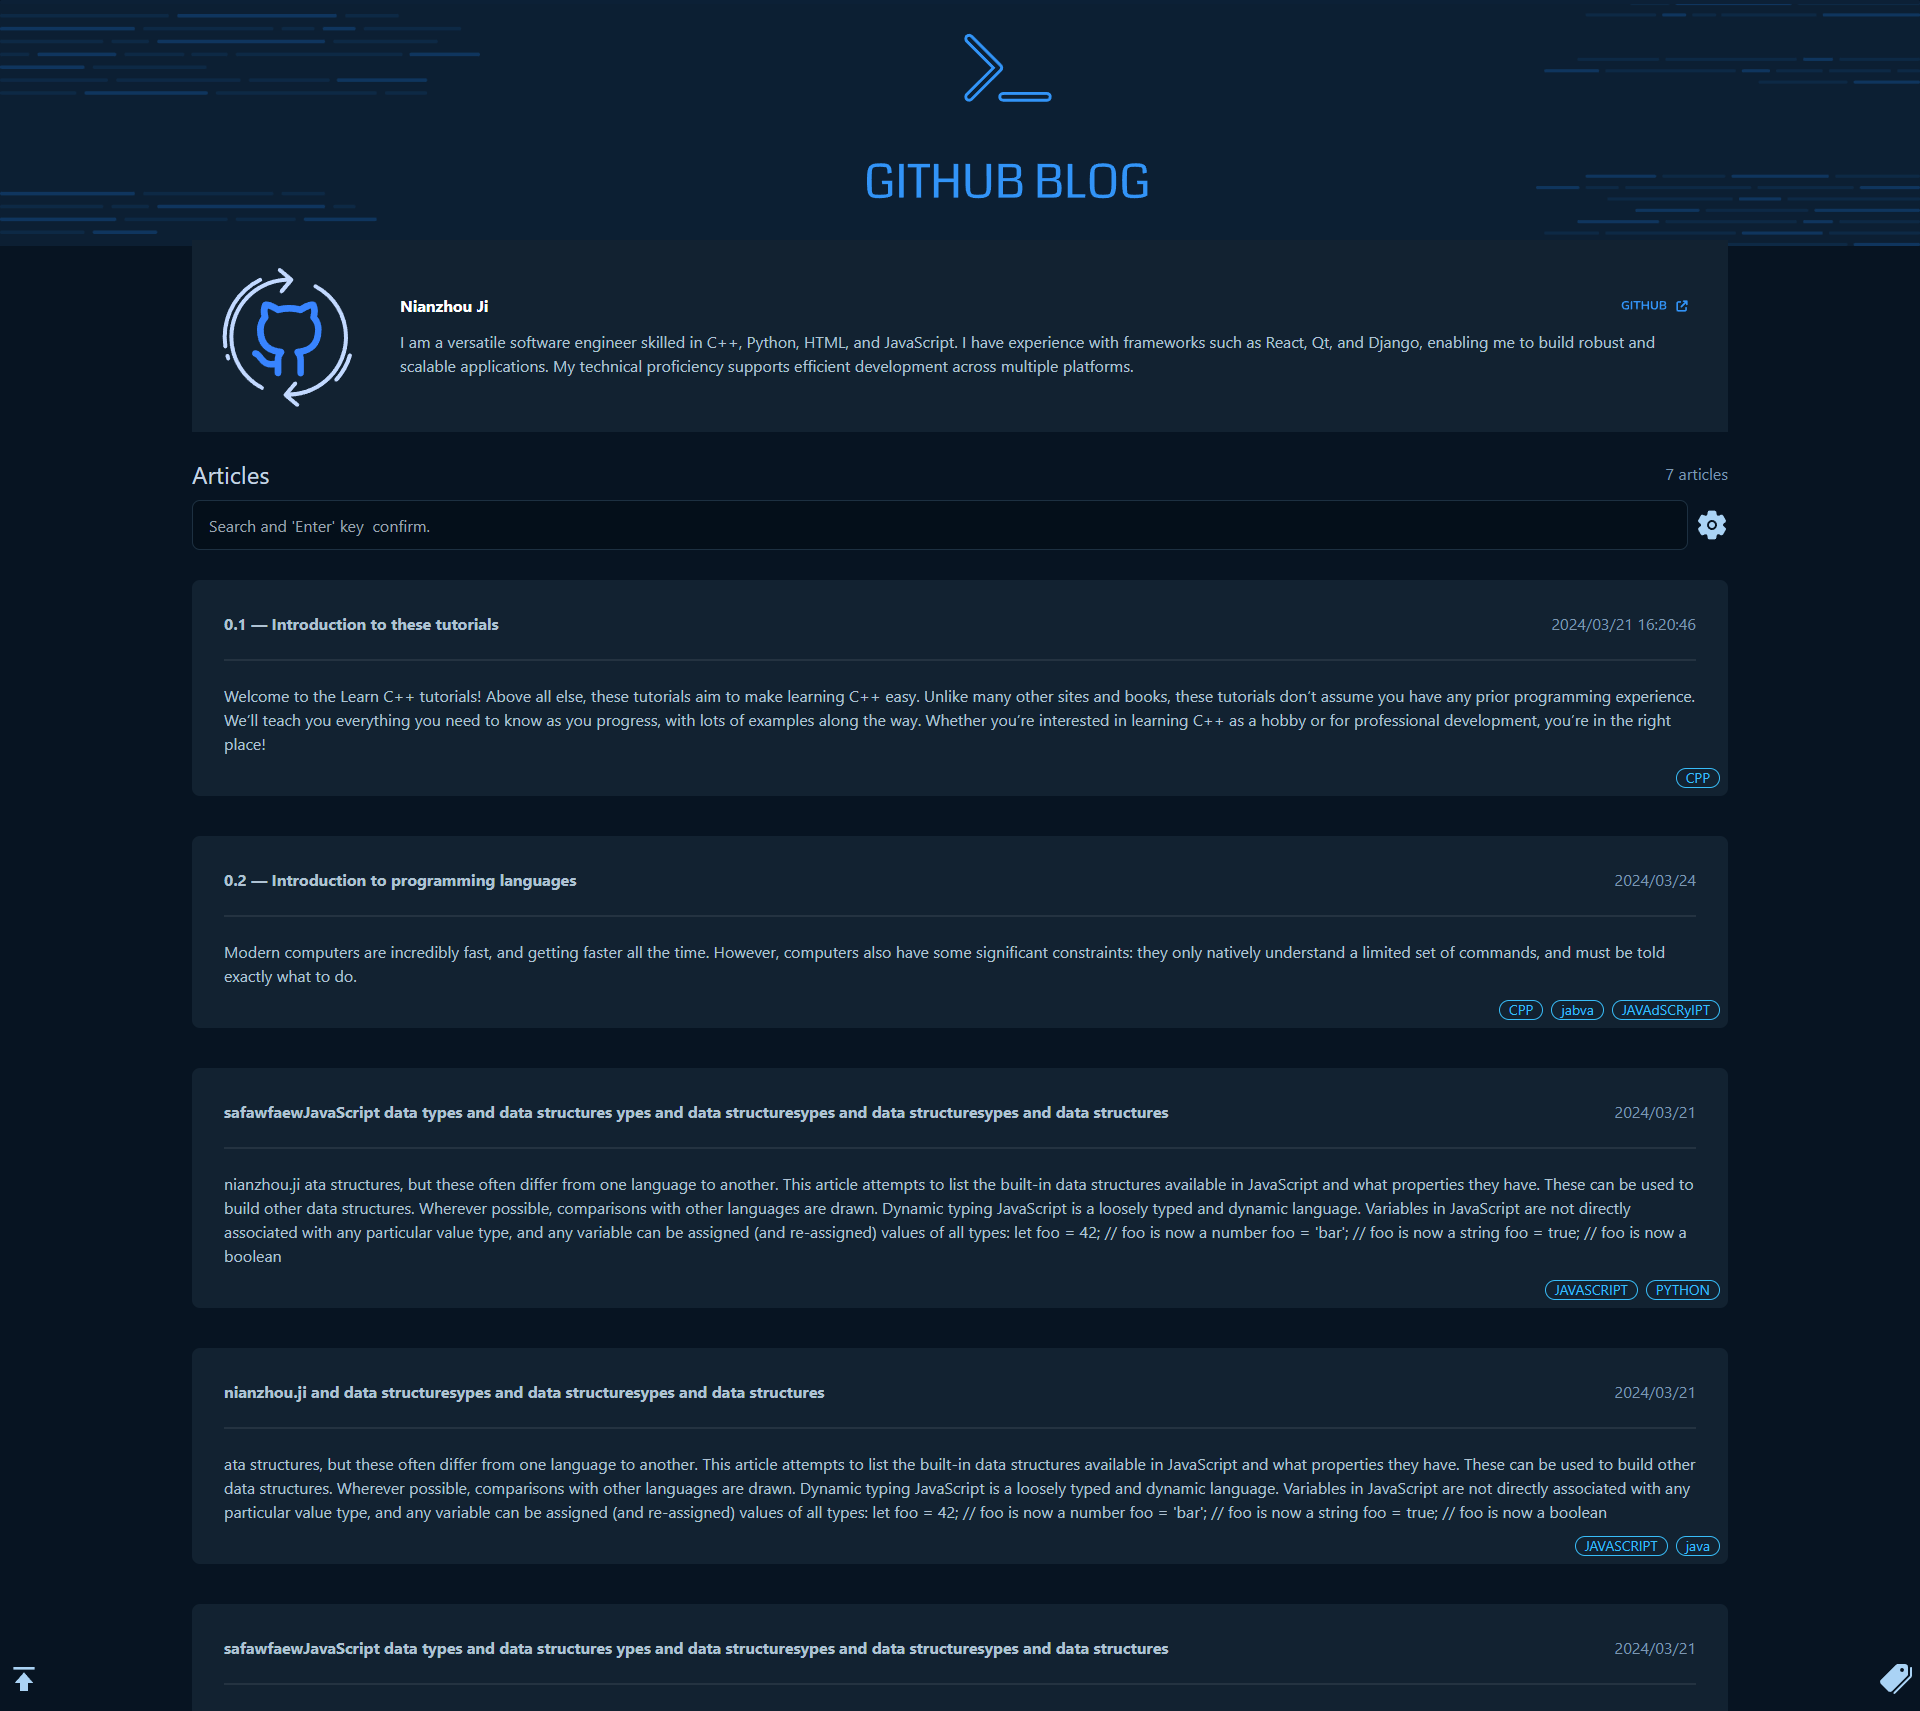 GITHUB BLOG
Nianzhou Ji
GITHUB
I am a versatile software engineer skilled in C++, Python, HTML, and JavaScript. I have experience with frameworks such as React, Qt, and Django, enabling me to build robust and
scalable applications. My technical proficiency supports efficient development across multiple platforms.
Articles
7 articles
Search and 'Enter' key  confirm.
0.1 — Introduction to these tutorials
2024/03/21 16:20:46
Welcome to the Learn C++ tutorials! Above all else, these tutorials aim to make learning C++ easy. Unlike many other sites and books, these tutorials don’t assume you have any prior programming experience.
We’ll teach you everything you need to know as you progress, with lots of examples along the way. Whether you’re interested in learning C++ as a hobby or for professional development, you’re in the right
place!
CPP
0.2 — Introduction to programming languages
2024/03/24
Modern computers are incredibly fast, and getting faster all the time. However, computers also have some significant constraints: they only natively understand a limited set of commands, and must be told
exactly what to do.
CPP jabva JAVAdSCRyIPT
safawfaewJavaScript data types and data structures ypes and data structuresypes and data structuresypes and data structures
2024/03/21
nianzhou.ji ata structures, but these often differ from one language to another. This article attempts to list the built-in data structures available in JavaScript and what properties they have. These can be used to
build other data structures. Wherever possible, comparisons with other languages are drawn. Dynamic typing JavaScript is a loosely typed and dynamic language. Variables in JavaScript are not directly
associated with any particular value type, and any variable can be assigned (and re-assigned) values of all types: let foo = 42; // foo is now a number foo = 'bar'; // foo is now a string foo = true; // foo is now a
boolean
JAVASCRIPT PYTHON
nianzhou.ji and data structuresypes and data structuresypes and data structures
2024/03/21
ata structures, but these often differ from one language to another. This article attempts to list the built-in data structures available in JavaScript and what properties they have. These can be used to build other
data structures. Wherever possible, comparisons with other languages are drawn. Dynamic typing JavaScript is a loosely typed and dynamic language. Variables in JavaScript are not directly associated with any
particular value type, and any variable can be assigned (and re-assigned) values of all types: let foo = 42; // foo is now a number foo = 'bar'; // foo is now a string foo = true; // foo is now a boolean
JAVASCRIPT java
safawfaewJavaScript data types and data structures ypes and data structuresypes and data structuresypes and data structures
2024/03/21